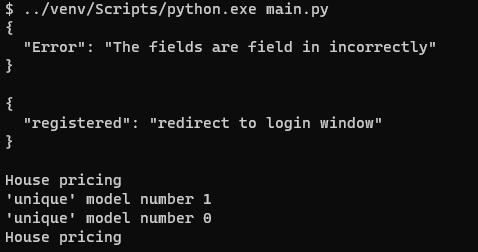 $ ../venv/Scripts/python.exe main.py
{
  "Error": "The fields are field in incorrectly"
}
{
  "registered": "redirect to login window"
}
House pricing
'unique' model number 1
'unique' model number 0
House pricing